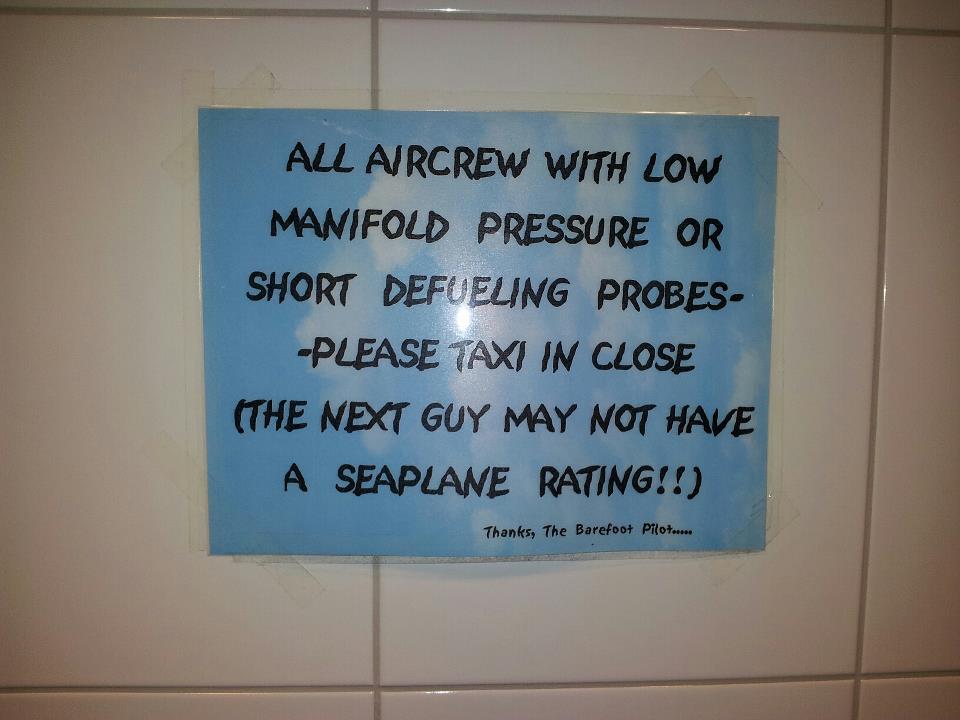 ALL AIRCREW WITH LOW
MANIFOLD PRESSURE OR
SHORT DEFUELING PROBES-
-PLEASE TAXI IN CLOSE
(THE NEXT GUY MAY NOT HAVE
A SEAPLANE RATING!!)
Thanks, The Barefoot Pilot.....